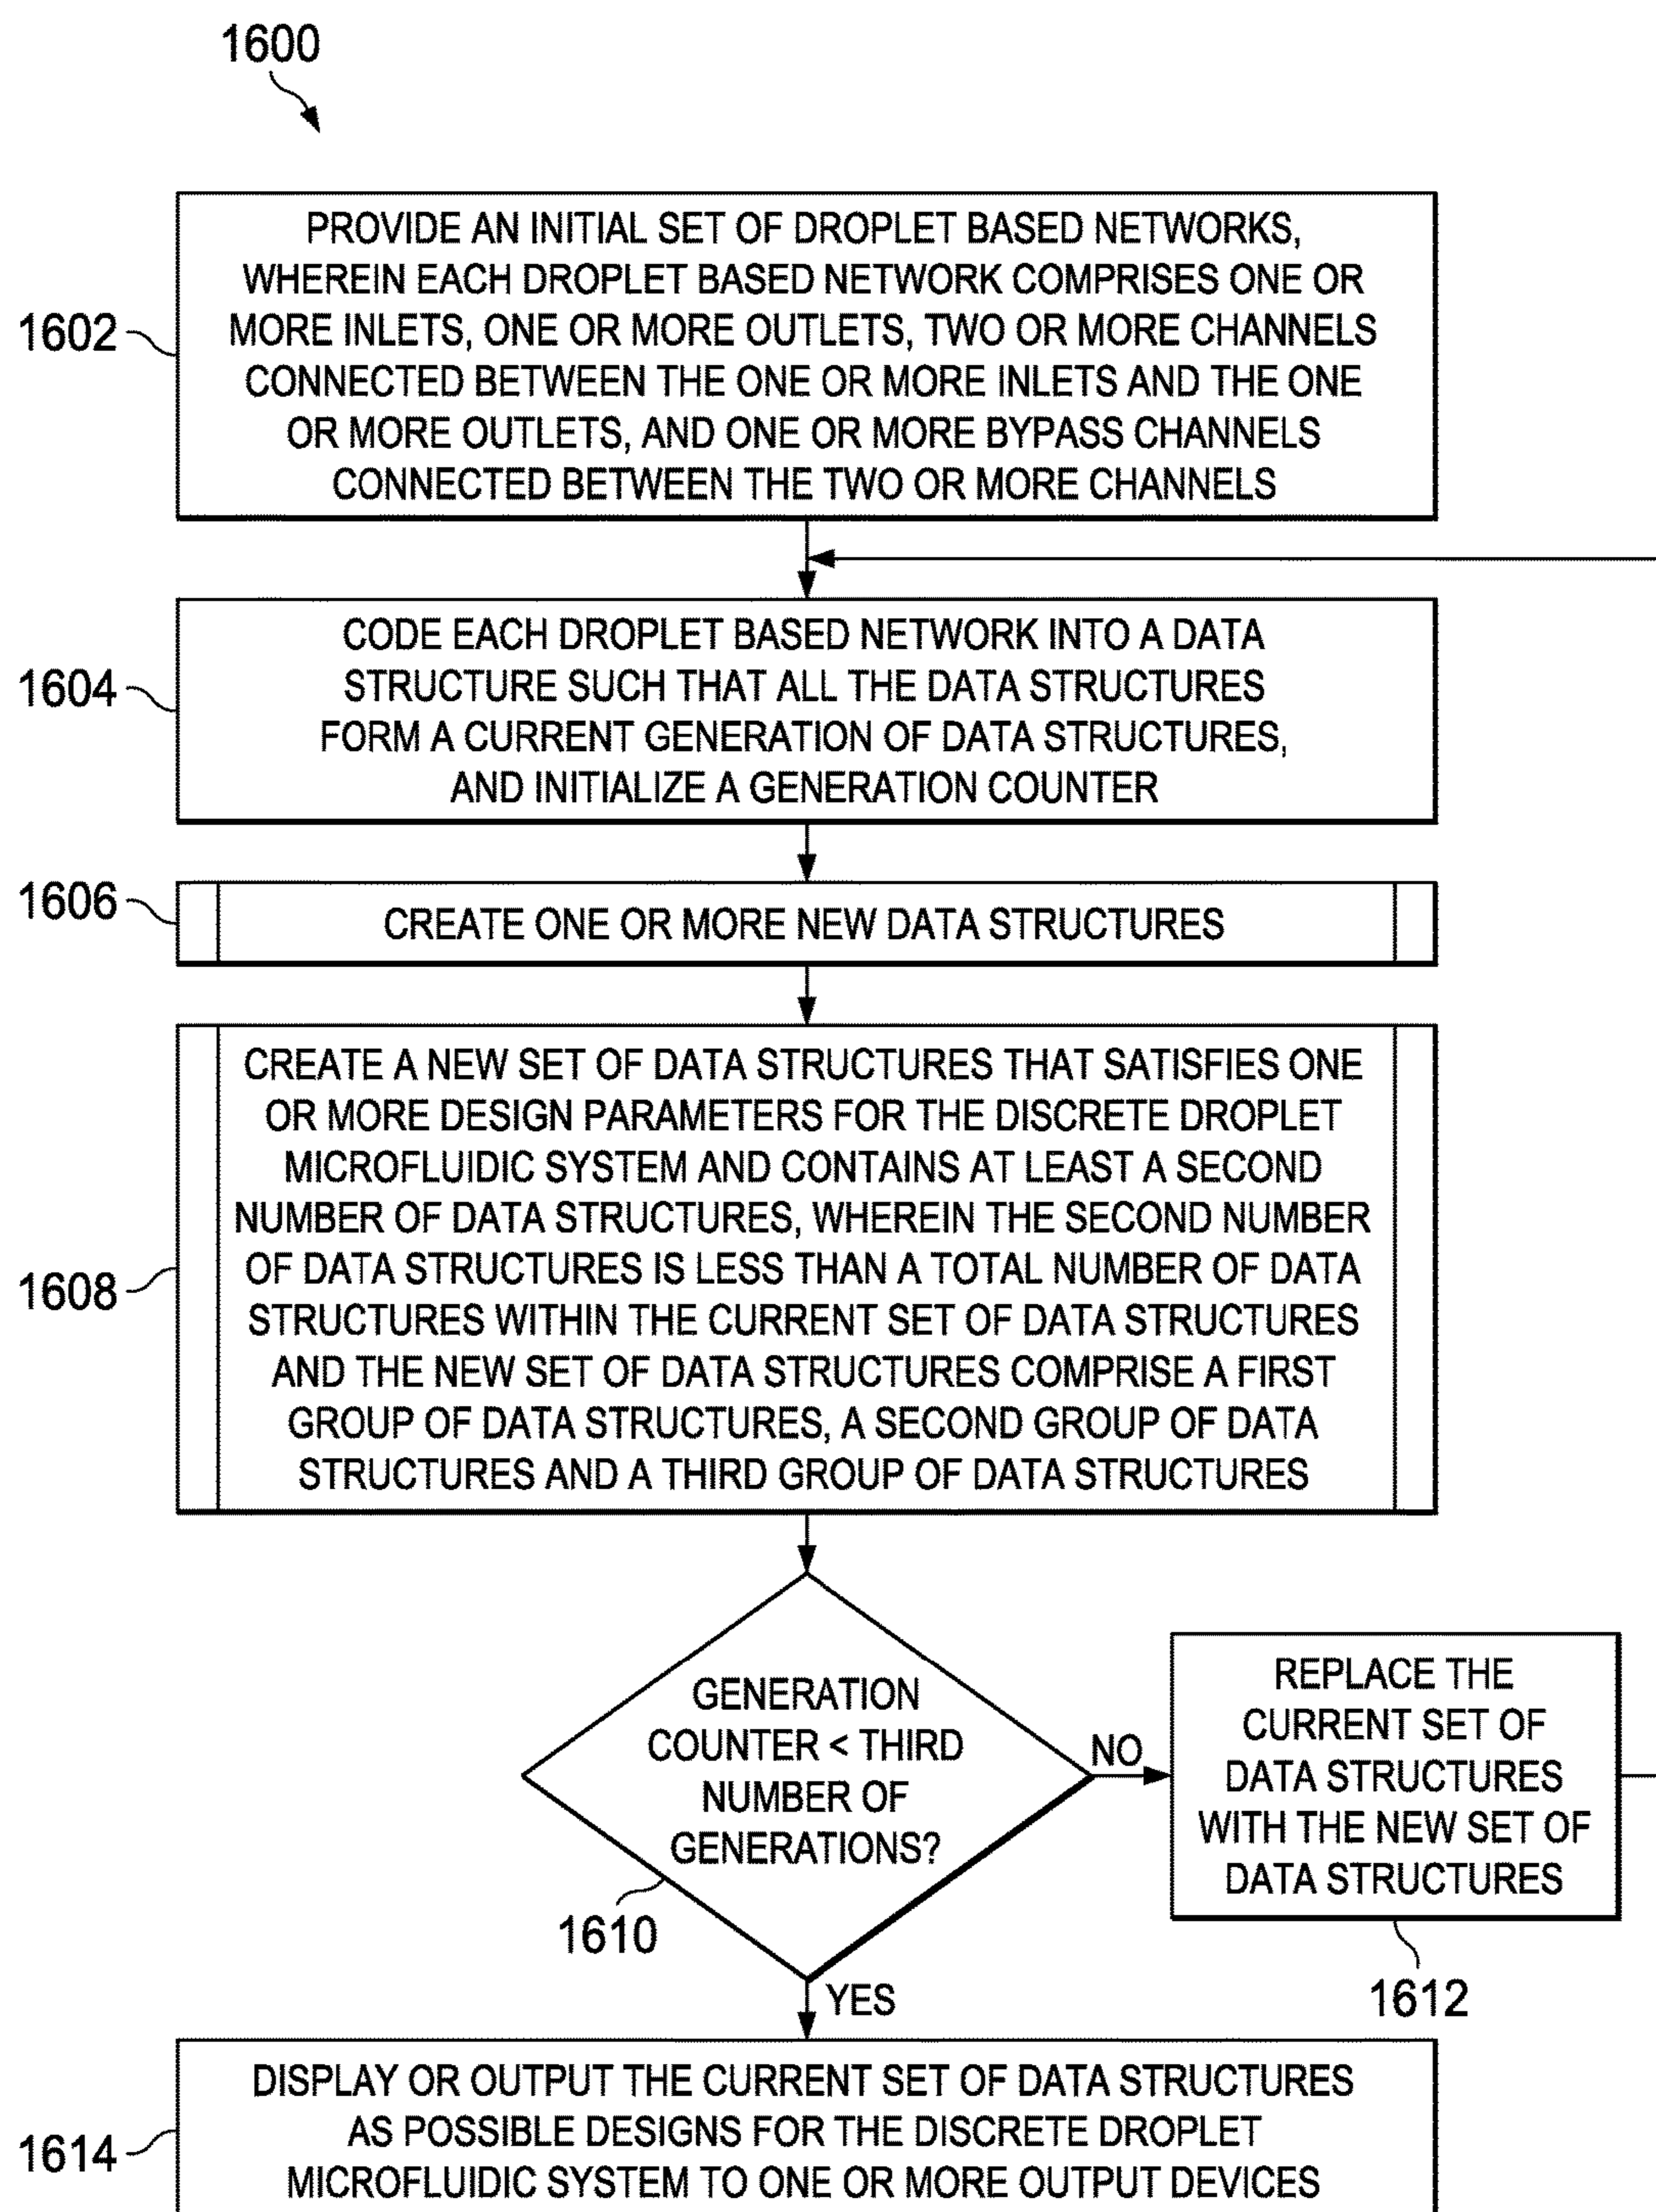 1600
PROVIDE AN INITIAL SET OF DROPLET BASED NETWORKS,
WHEREIN EACH DROPLET BASED NETWORK COMPRISES ONE OR
MORE INLETS, ONE OR MORE OUTLETS, TWO OR MORE CHANNELS
CONNECTED BETWEEN THE ONE OR MORE INLETS AND THE ONE
OR MORE OUTLETS, AND ONE OR MORE BYPASS CHANNELS
CONNECTED BETWEEN THE TWO OR MORE CHANNELS
1602
CODE EACH DROPLET BASED NETWORK INTO A DATA
STRUCTURE SUCH THAT ALL THE DATA STRUCTURES
FORM A CURRENT GENERATION OF DATA STRUCTURES,
AND INITIALIZE A GENERATION COUNTER
1604
1606
CREATE ONE OR MORE NEW DATA STRUCTURES
CREATE A NEW SET OF DATA STRUCTURES THAT SATISFIES ONE
OR MORE DESIGN PARAMETERS FOR THE DISCRETE DROPLET
MICROFLUIDIC SYSTEM AND CONTAINS AT LEAST A SECOND
NUMBER OF DATA STRUCTURES, WHEREIN THE SECOND NUMBER
OF DATA STRUCTURES IS LESS THAN A TOTAL NUMBER OF DATA
STRUCTURES WITHIN THE CURRENT SET OF DATA STRUCTURES
AND THE NEW SET OF DATA STRUCTURES COMPRISE A FIRST
GROUP OF DATA STRUCTURES, A SECOND GROUP OF DATA
STRUCTURES AND A THIRD GROUP OF DATA STRUCTURES
1608
GENERATION
COUNTER < THIRD
NUMBER OF
GENERATIONS?
1610
NO
REPLACE THE
CURRENT SET OF
DATA STRUCTURES
WITH THE NEW SET OF
DATA STRUCTURES
1612
YES
DISPLAY OR OUTPUT THE CURRENT SET OF DATA STRUCTURES
AS POSSIBLE DESIGNS FOR THE DISCRETE DROPLET
MICROFLUIDIC SYSTEM TO ONE OR MORE OUTPUT DEVICES
1614